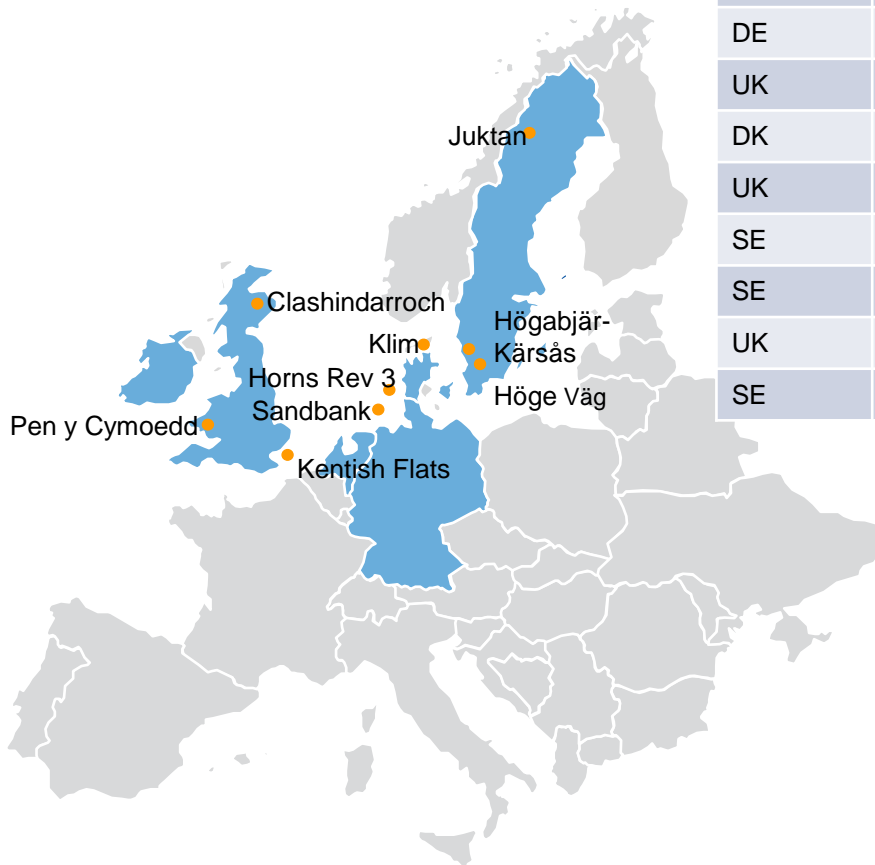 DE
UK
DK
UK
SE
SE
UK
SE
Juktan
Clashindarroch
Klim
Högabjär-
Kärsås
Horns Rev 3
Höge Väg
Sandbank
Pen y Cymoedd
Kentish Flats